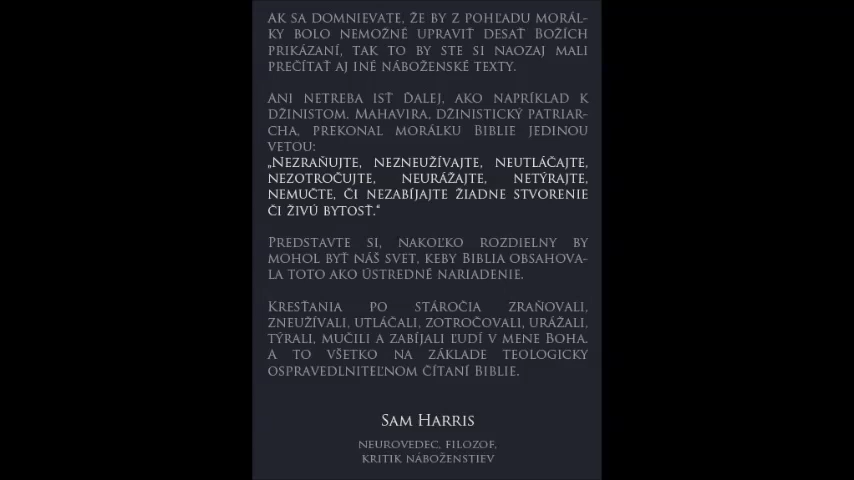 AK SA DOMNIEVATE, ŽE BY Z POHĽADU MORÁL-
KY BOLO NEMOŽNÉ UPRAVIŤ DESAŤ BOŽÍCH
PRIKÁZANÍ, TAK TO BY STE SI NAOZAJ MALI
PREČÍTAŤ AJ INÉ NÁBOŽENSKÉ TEXTY.
ANI NETREBA ISŤ ĎALEJ, AKO NAPRÍKLAD K
DŽINISTOM. MAHAVIRA, DŽINISTICKÝ PATRIAR-
CHA, PREKONAL MORÁLKU BIBLIE JEDINOU
VETOU:
„NEZRAŇUJTE, NEZNEUŽÍVAJTE, NEUTLÁČAJTE,
NEZOTROČUJTE, NEURÁŽAJTE, NETÝRAJTE,
NEMUČTE, ČI NEZABÍJAJTE ŽIADNE STVORENIE
ČI ŽIVÚ BYTOSŤ.“
PREDSTAVTE SI, NAKOĽKO ROZDIELNY BY
MOHOL BYŤ NÁŠ SVET, KEBY BIBLIA OBSAHOVA-
LA TOTO AKO ÚSTREDNÉ NARIADENIE.
KRESŤANIA PO STÁROČIA ZRAŇOVALI,
ZNEUŽÍVALI, UTLÁČALI, ZOTROČOVALI, URÁŽALI,
TÝRALI, MUČILI A ZABÍJALI ĽUDÍ V MENE BOHA.
A TO VŠETKO NA ZÁKLADE TEOLOGICKY
OSPRAVEDLNITEĽNOM ČÍTANÍ BIBLIE.
SAM HARRIS
NEUROVEDEC, FILOZOF,
KRITIK NÁBOŽENSTIEV